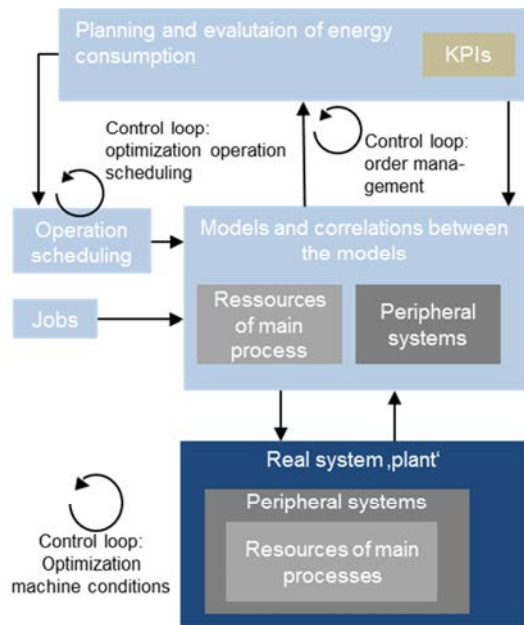 Planning and evalutaion of energy
consumption
KPIs
Control loop:
optimization operation
scheduling
Control loop:
order mana-
gement
Operation
scheduling
Models and correlations between
the models
Jobs
Ressources
of main
process
Peripheral
systems
Real system ‚plant‘
Peripheral systems
Resources of main
processes
Control loop:
Optimization
machine conditions